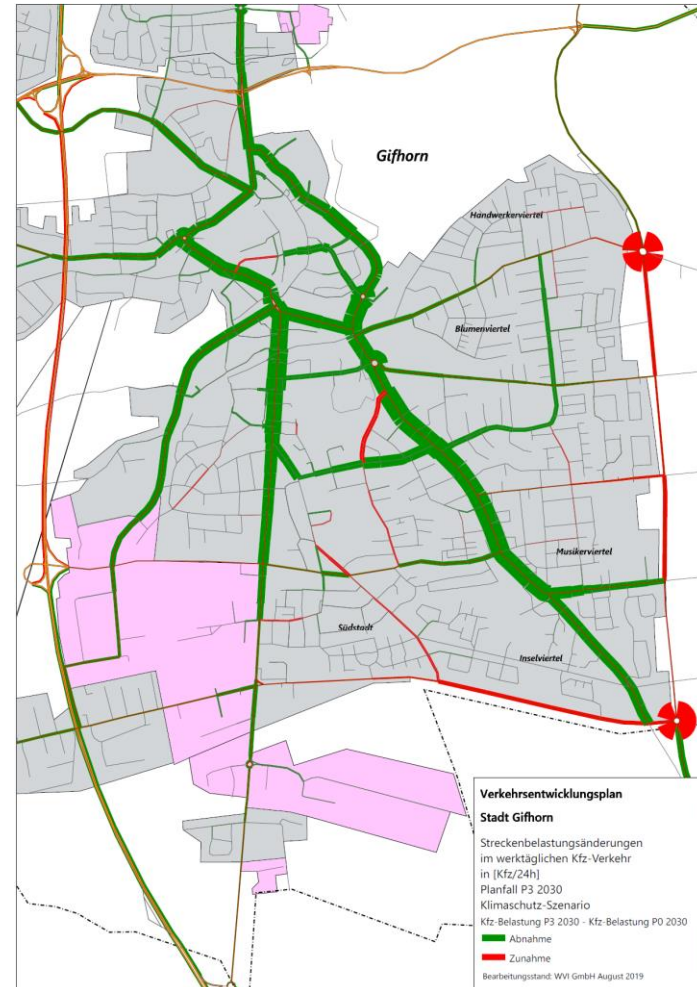 Gifhorn
Handwerkerviertel
Blumenviertel
Musikerviertel
Südstadt
Inselviertel
Verkehrsentwicklungsplan
Stadt Gifhorn
Streckenbelastungsänderungen
im werktäglichen Kfz-Verkehr
in [Kfz/24h]
Planfall P3 2030
Klimaschutz-Szenario
Kfz-Belastung P3 2030 - Kfz-Belastung P0 2030
Abnahme
Zunahme
Bearbeitungsstand: WVI GmbH August 2019